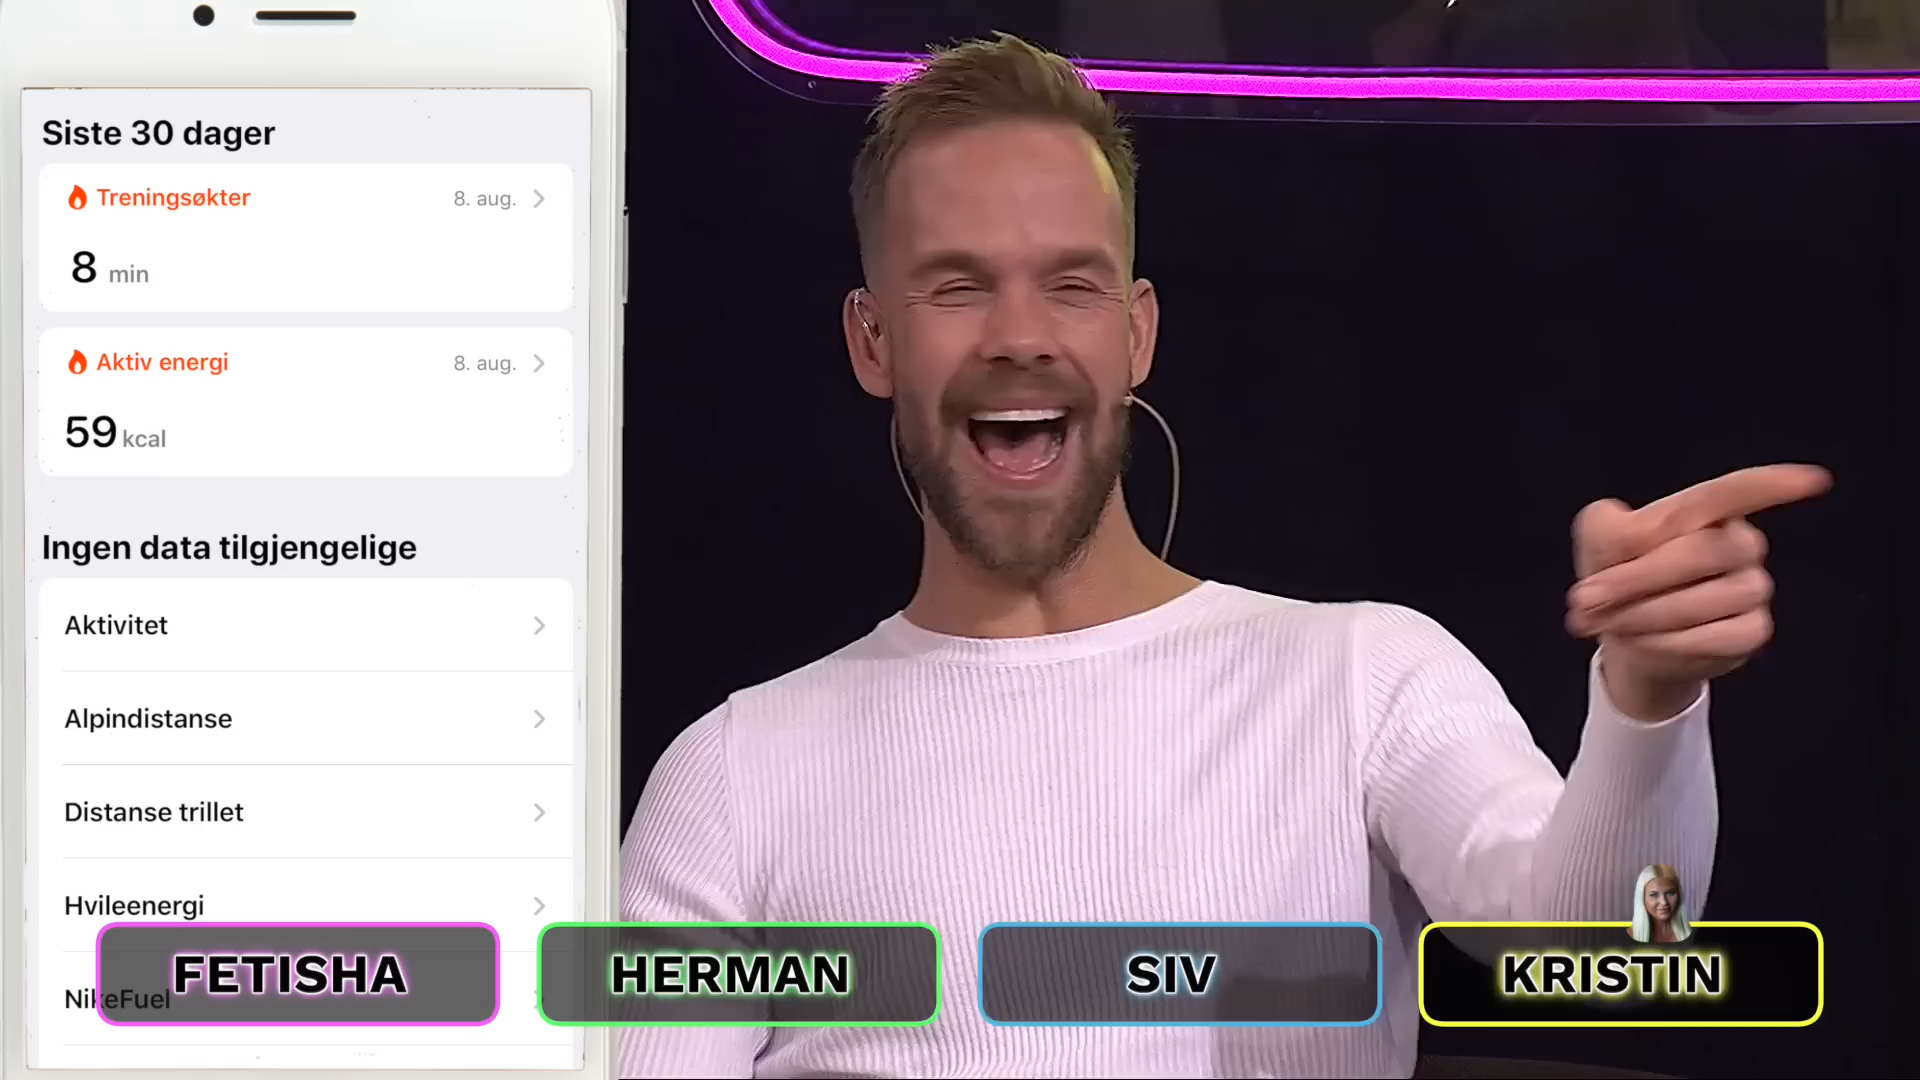 Siste 30 dager
Treningsøkter 8. aug.
8 min
Aktiv energi 8. aug.
59 kcal
Ingen data tilgjengelige
Aktivitet
Alpindistanse
Distanse trillet
Hvileenergi
NikeFuel
FETISHA HERMAN SIV KRISTIN